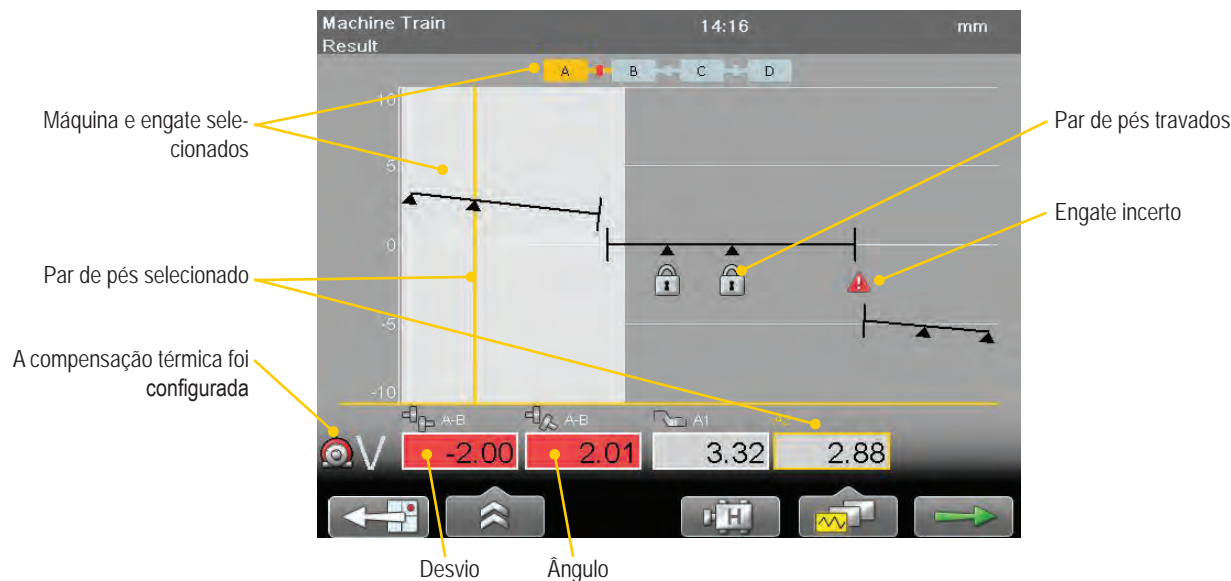 Machine Train
Result
14:16
mm
A
B
C
D
10
5
0
-5
-10
Máquina e engate sele-
cionados
Par de pés travados
Engate incerto
Par de pés selecionado
A compensação térmica foi
configurada
A-B
A-B
A1
V
-2.00
2.01
3.32
2.88
H
Desvio
Ângulo